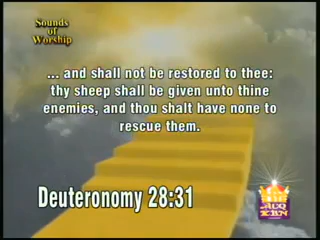 Sounds
of
Worship
... and shall not be restored to thee:
thy sheep shall be given unto thine
enemies, and thou shalt have none to
rescue them.
Deuteronomy 28:31
KBN